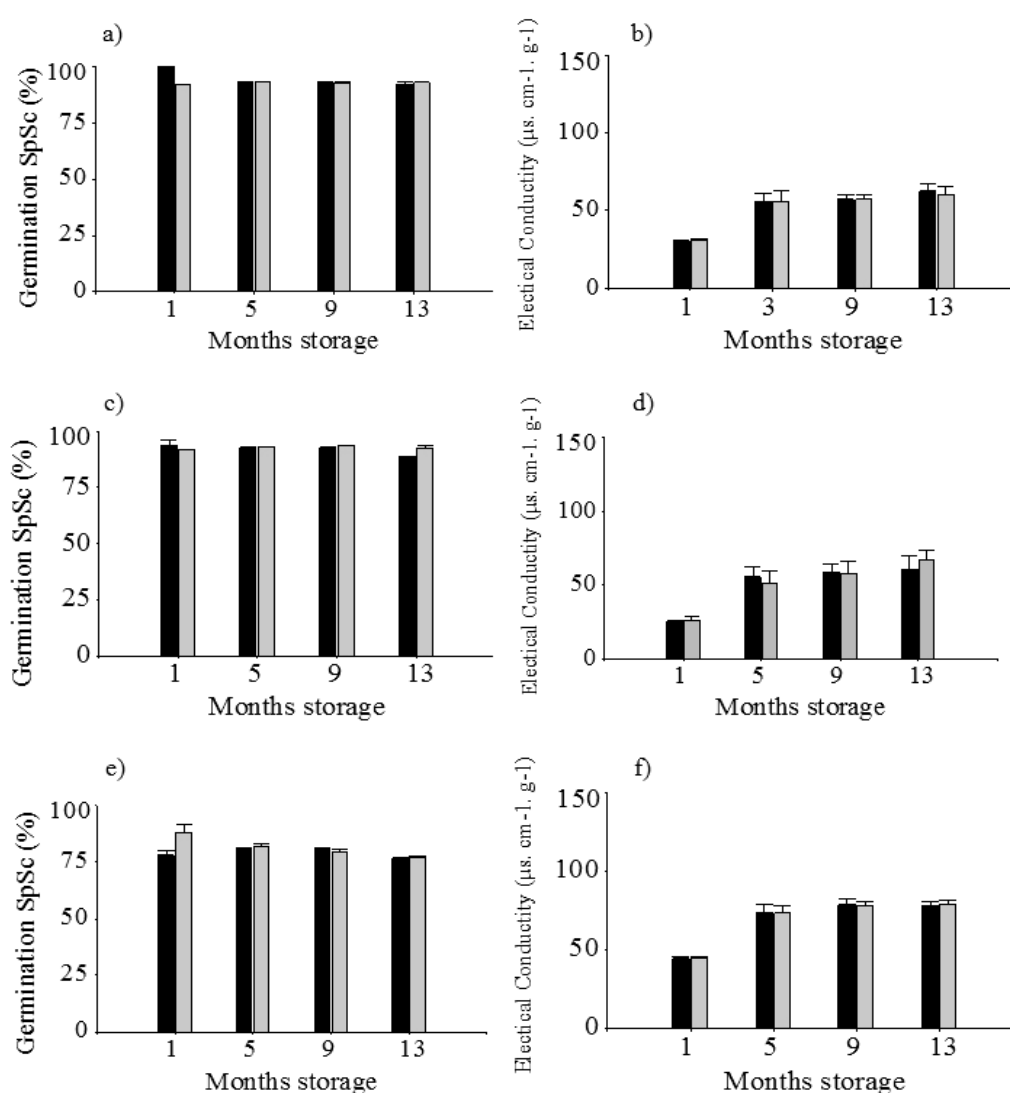 a)
Germination SpSc (%)
100
75
50
25
0
1 5 9 13
Months storage
b)
Electical Conductity (µs. cm-1. g-1)
150
100
50
0
1 3 9 13
Months storage
c)
Germination SpSc (%)
100
75
50
25
0
1 5 9 13
Months storage
d)
Electical Conductity (µs. cm-1. g-1)
150
100
50
0
1 5 9 13
Months storage
e)
Germination SpSc (%)
100
75
50
25
0
1 5 9 13
Months storage
f)
Electical Conductity (µs. cm-1. g-1)
150
100
50
0
1 5 9 13
Months storage